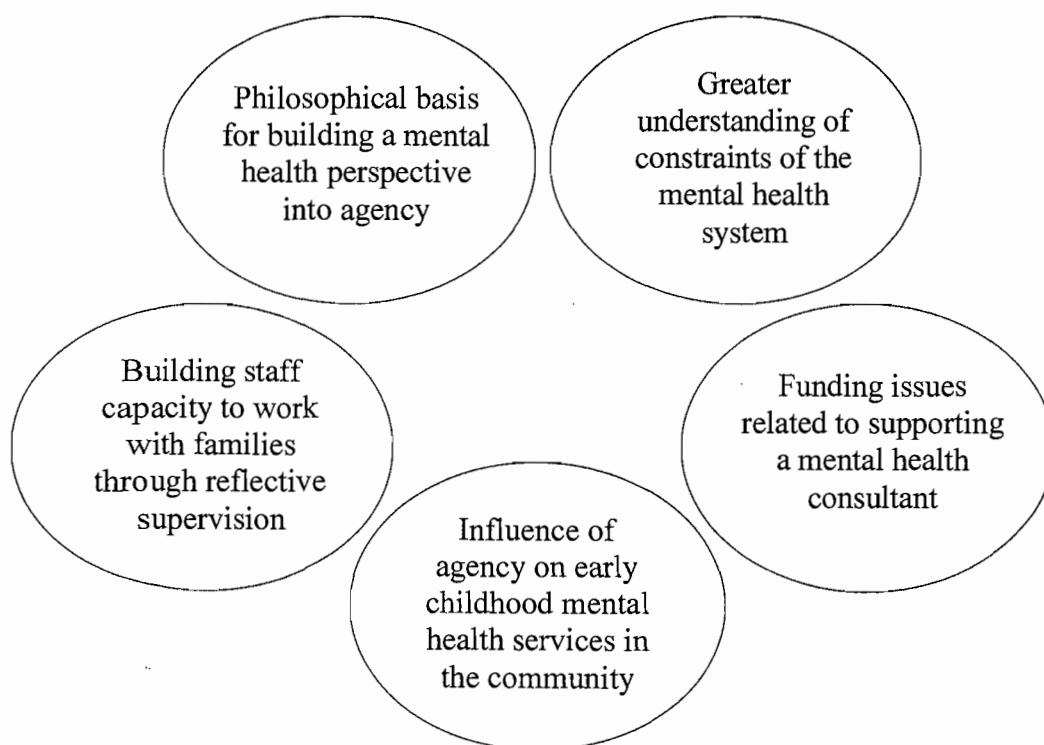 Philosophical basis
for building a mental
health perspective
into agency
Greater
understanding of
constraints of the
mental health
system
Building staff
capacity to work
with families
through reflective
supervision
Funding issues
related to supporting
a mental health
consultant
Influence of
agency on early
childhood mental
health services in
the community